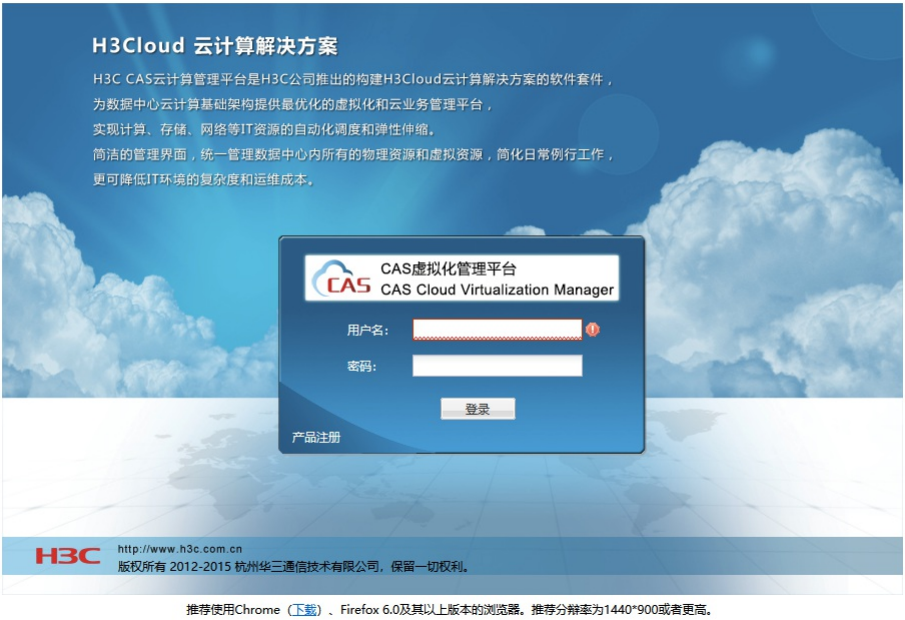 H3Cloud 云计算解决方案
H3C CAS云计算管理平台是H3C公司推出的构建H3Cloud云计算解决方案的软件套件，
为数据中心云计算基础架构提供最优化的虚拟化和云业务管理平台，
实现计算、存储、网络等IT资源的自动化调度和弹性伸缩。
简洁的管理界面，统一管理数据中心内所有的物理资源和虚拟资源，简化日常例行工作，
更可降低IT环境的复杂度和运维成本。
CAS
CAS虚拟化管理平台
CAS Cloud Virtualization Manager
用户名:
密码:
登录
产品注册
H3C
http://www.h3c.com.cn
版权所有 2012-2015 杭州华三通信技术有限公司，保留一切权利。
推荐使用Chrome（下载）、Firefox 6.0及其以上版本的浏览器。推荐分辩率为1440*900或者更高。